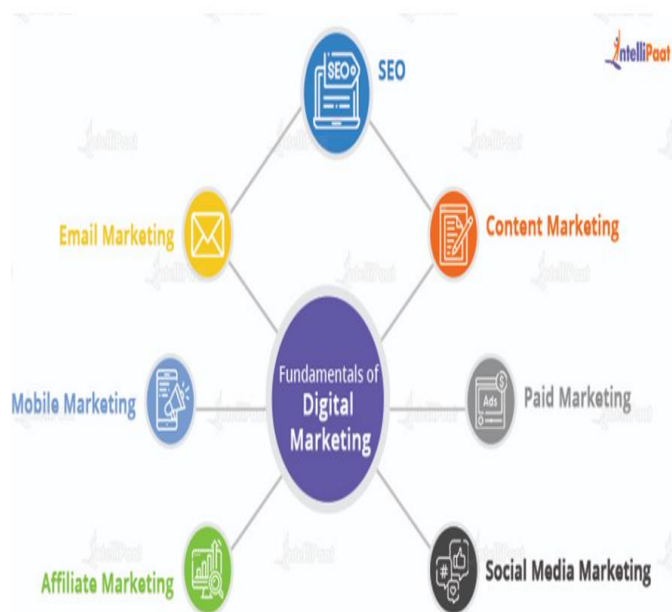 IntelliPaat
SEO
SEO
Email Marketing
Content Marketing
Fundamentals of
Digital
Marketing
Mobile Marketing
Ads
$
Paid Marketing
Affiliate Marketing
#
Social Media Marketing